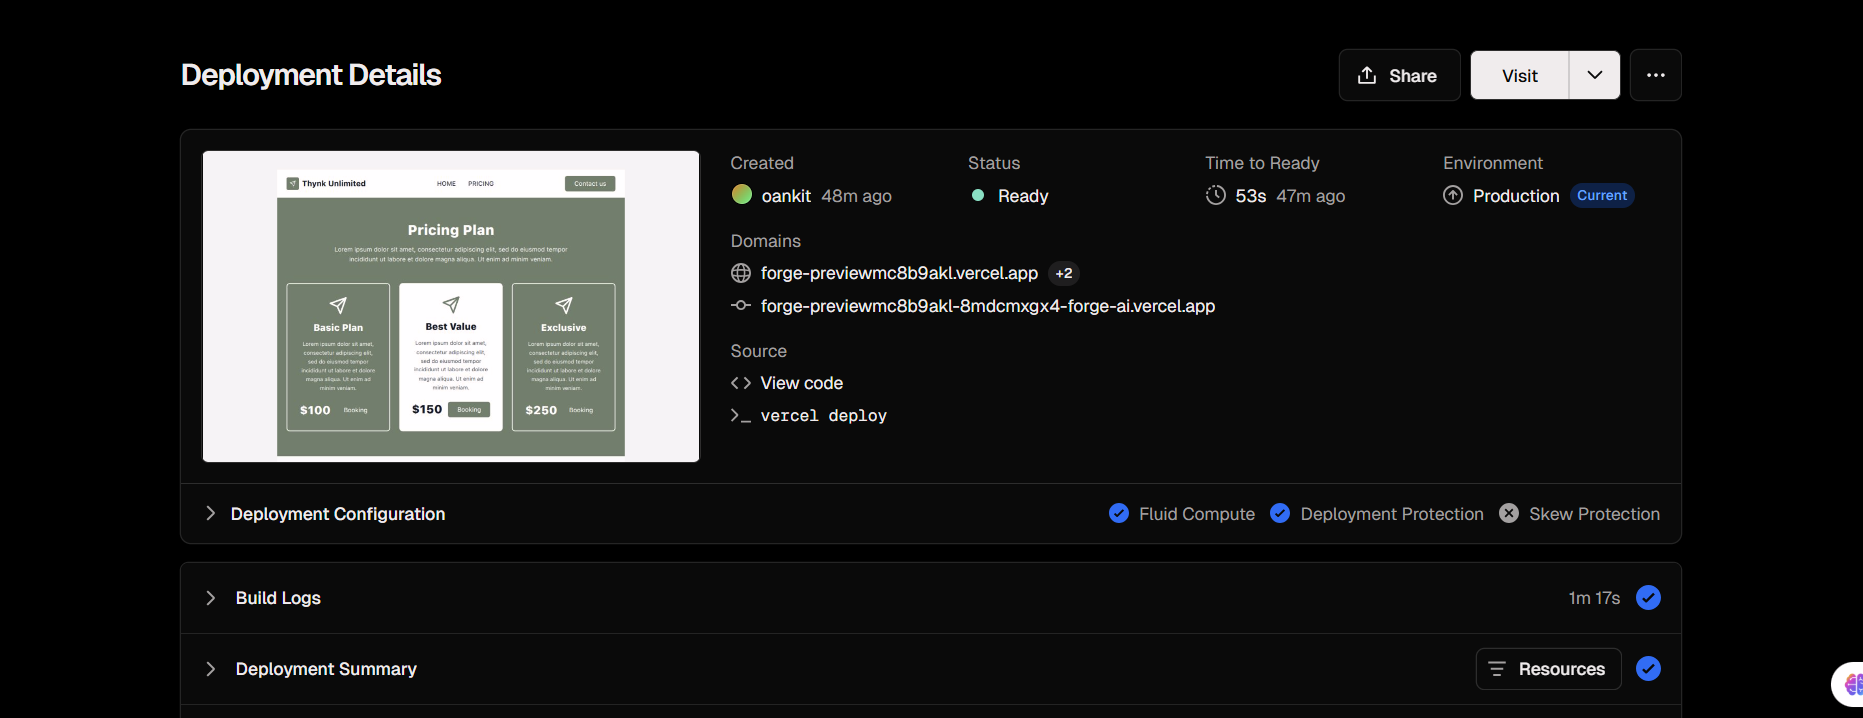 Deployment Details
Share
Visit
Created
oankit 48m ago
Status
Ready
Time to Ready
53s 47m ago
Environment
Production Current
Domains
forge-previewmc8b9akl.vercel.app +2
forge-previewmc8b9akl-8mdcmxgx4-forge-ai.vercel.app
Source
View code
vercel deploy
Thynk Unlimited
HOME PRICING
Contact us
Pricing Plan
Lorem ipsum dolor sit amet, consectetur adipiscing elit, sed do eiusmod tempor
incididunt ut labore et dolore magna aliqua. Ut enim ad minim veniam.
Basic Plan
Lorem ipsum dolor sit amet,
consectetur adipiscing elit,
sed do eiusmod tempor
incididunt ut labore et dolore
magna aliqua. Ut enim ad
minim veniam.
$100 Booking
Best Value
Lorem ipsum dolor sit amet,
consectetur adipiscing elit,
sed do eiusmod tempor
incididunt ut labore et dolore
magna aliqua. Ut enim ad
minim veniam.
$150 Booking
Exclusive
Lorem ipsum dolor sit amet,
consectetur adipiscing elit,
sed do eiusmod tempor
incididunt ut labore et dolore
magna aliqua. Ut enim ad
minim veniam.
$250 Booking
Deployment Configuration
Fluid Compute Deployment Protection Skew Protection
Build Logs
1m 17s
Deployment Summary
Resources